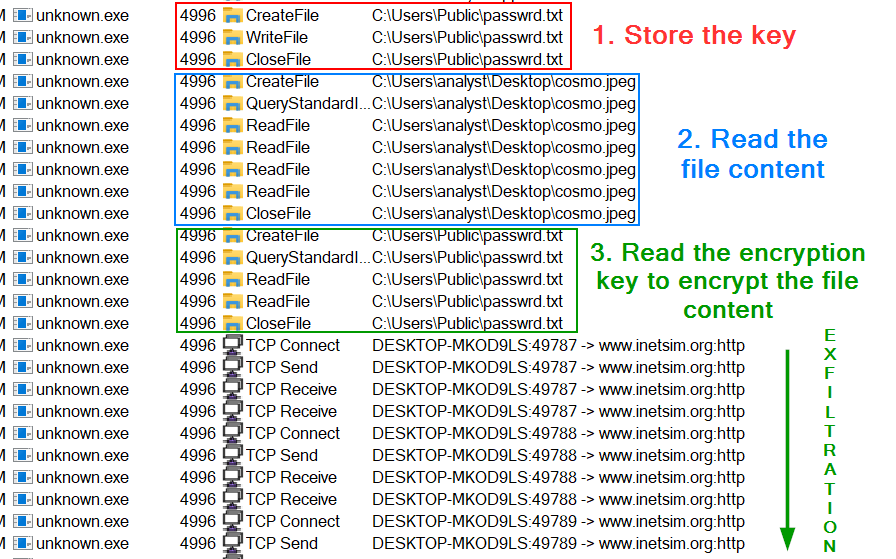 M unknown.exe 4996 CreateFile C:\Users\Public\passwrd.txt
M unknown.exe 4996 WriteFile C:\Users\Public\passwrd.txt
M unknown.exe 4996 CloseFile C:\Users\Public\passwrd.txt
1. Store the key
M unknown.exe 4996 CreateFile C:\Users\analyst\Desktop\cosmo.jpeg
M unknown.exe 4996 QueryStandardI... C:\Users\analyst\Desktop\cosmo.jpeg
M unknown.exe 4996 ReadFile C:\Users\analyst\Desktop\cosmo.jpeg
M unknown.exe 4996 ReadFile C:\Users\analyst\Desktop\cosmo.jpeg
M unknown.exe 4996 ReadFile C:\Users\analyst\Desktop\cosmo.jpeg
M unknown.exe 4996 ReadFile C:\Users\analyst\Desktop\cosmo.jpeg
M unknown.exe 4996 CloseFile C:\Users\analyst\Desktop\cosmo.jpeg
2. Read the
file content
M unknown.exe 4996 CreateFile C:\Users\Public\passwrd.txt
M unknown.exe 4996 QueryStandardI... C:\Users\Public\passwrd.txt
M unknown.exe 4996 ReadFile C:\Users\Public\passwrd.txt
M unknown.exe 4996 ReadFile C:\Users\Public\passwrd.txt
M unknown.exe 4996 CloseFile C:\Users\Public\passwrd.txt
3. Read the encryption
key to encrypt the file
content
M unknown.exe 4996 TCP Connect DESKTOP-MKOD9LS:49787 -> www.inetsim.org:http
M unknown.exe 4996 TCP Send DESKTOP-MKOD9LS:49787 -> www.inetsim.org:http
M unknown.exe 4996 TCP Receive DESKTOP-MKOD9LS:49787 -> www.inetsim.org:http
M unknown.exe 4996 TCP Receive DESKTOP-MKOD9LS:49787 -> www.inetsim.org:http
M unknown.exe 4996 TCP Connect DESKTOP-MKOD9LS:49788 -> www.inetsim.org:http
M unknown.exe 4996 TCP Send DESKTOP-MKOD9LS:49788 -> www.inetsim.org:http
M unknown.exe 4996 TCP Receive DESKTOP-MKOD9LS:49788 -> www.inetsim.org:http
M unknown.exe 4996 TCP Receive DESKTOP-MKOD9LS:49788 -> www.inetsim.org:http
M unknown.exe 4996 TCP Connect DESKTOP-MKOD9LS:49789 -> www.inetsim.org:http
M unknown.exe 4996 TCP Send DESKTOP-MKOD9LS:49789 -> www.inetsim.org:http
EXFILTRATION